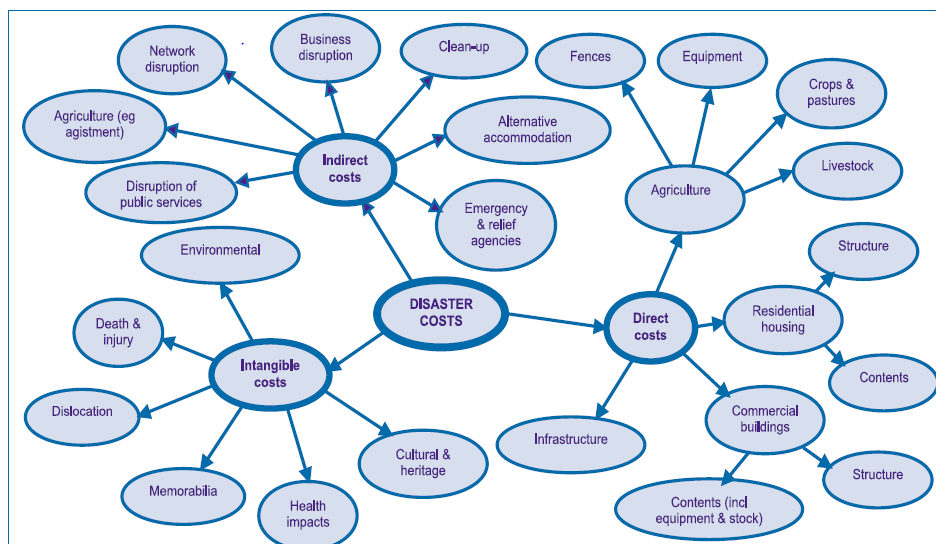 Network
disruption
Business
disruption
Clean-up
Agriculture (eg
agistment)
Alternative
accommodation
Indirect
costs
Disruption of
public services
Emergency
& relief
agencies
Fences
Equipment
Crops &
pastures
Livestock
Agriculture
Environmental
DISASTER
COSTS
Direct
costs
Structure
Residential
housing
Contents
Death &
injury
Intangible
costs
Dislocation
Memorabilia
Health
impacts
Cultural &
heritage
Infrastructure
Commercial
buildings
Structure
Contents (incl
equipment & stock)